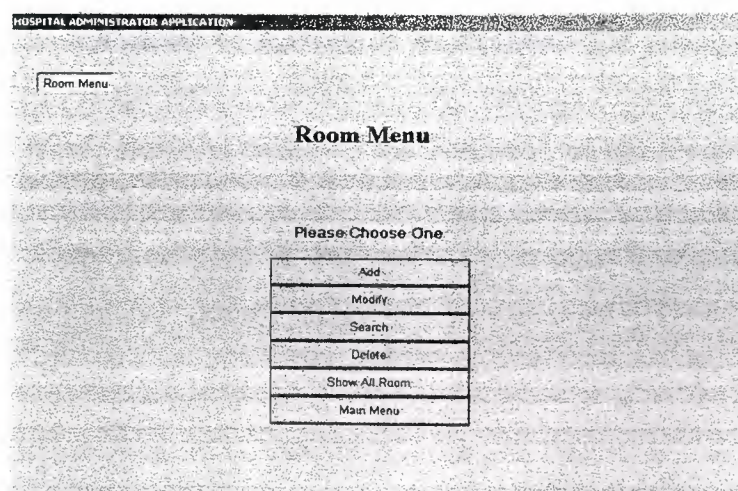 HOSPITAL ADMINISTRATOR APPLICATION
Room Menu
Room Menu
Please Choose One
Add
Modify
Search
Delete
Show All Room
Main Menu